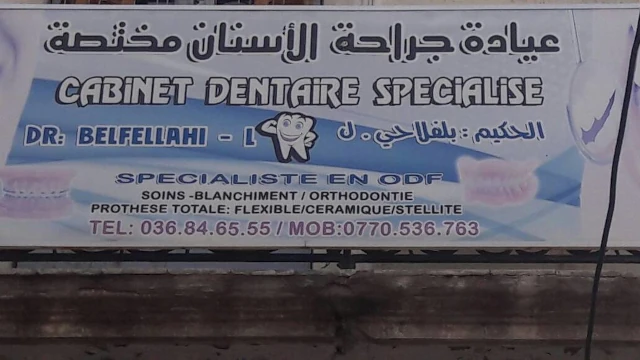 عيادة جراحة الأسنان مختصة
CABINET DENTAIRE SPECIALISE
DR: BELFELLAHI - L الحكيم : بلفلاحي . ل
SPECIALISTE EN ODF
SOINS -BLANCHIMENT / ORTHODONTIE
PROTHESE TOTALE: FLEXIBLE/CERAMIQUE/STELLITE
TEL: 036.84.65.55 / MOB:0770.536.763